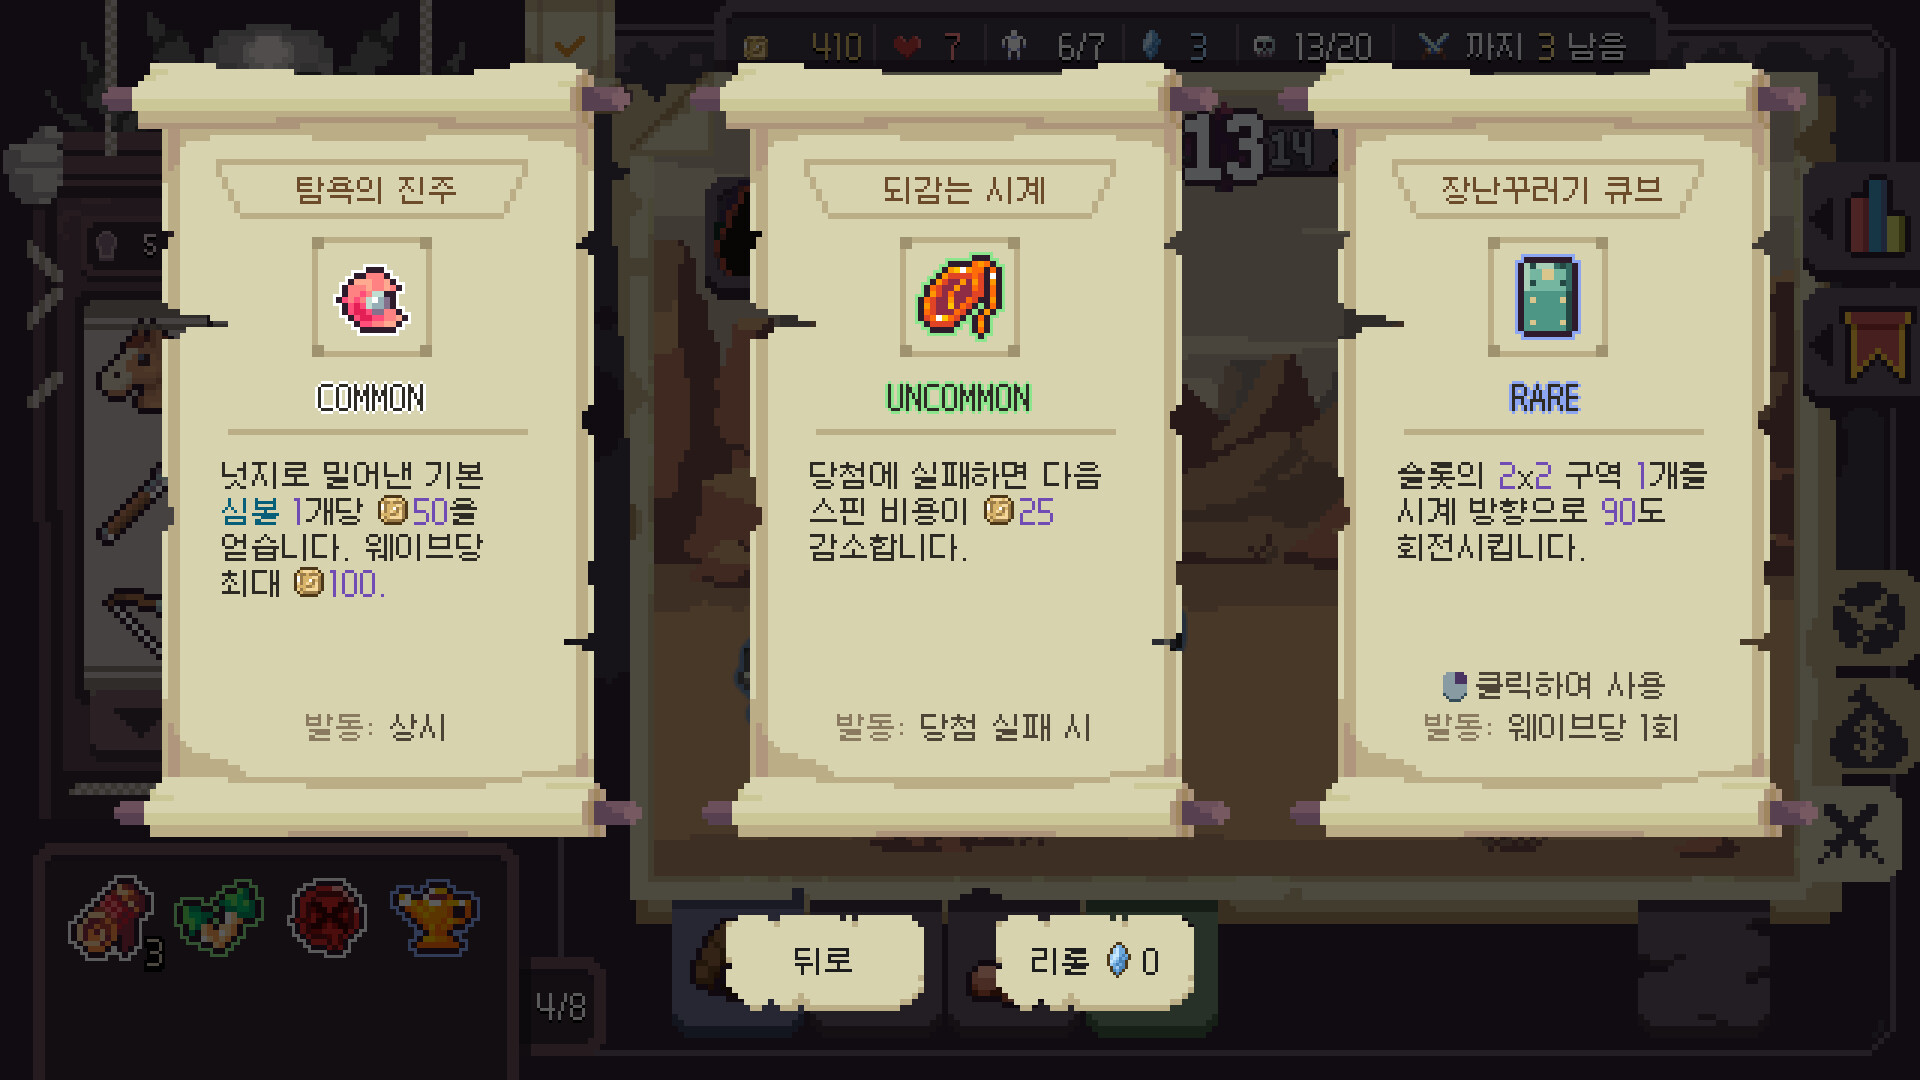 410 7 6/7 3 13/20 까지 3 남음
13 14
5
탐욕의 진주
COMMON
넛지로 밀어낸 기본
심볼 1개당 50을
얻습니다. 웨이브당
최대 100.
발동: 상시
되감는 시계
UNCOMMON
당첨에 실패하면 다음
스핀 비용이 25
감소합니다.
발동: 당첨 실패 시
장난꾸러기 큐브
RARE
슬롯의 2x2 구역 1개를
시계 방향으로 90도
회전시킵니다.
클릭하여 사용
발동: 웨이브당 1회
3
4/8
뒤로
리롤 0